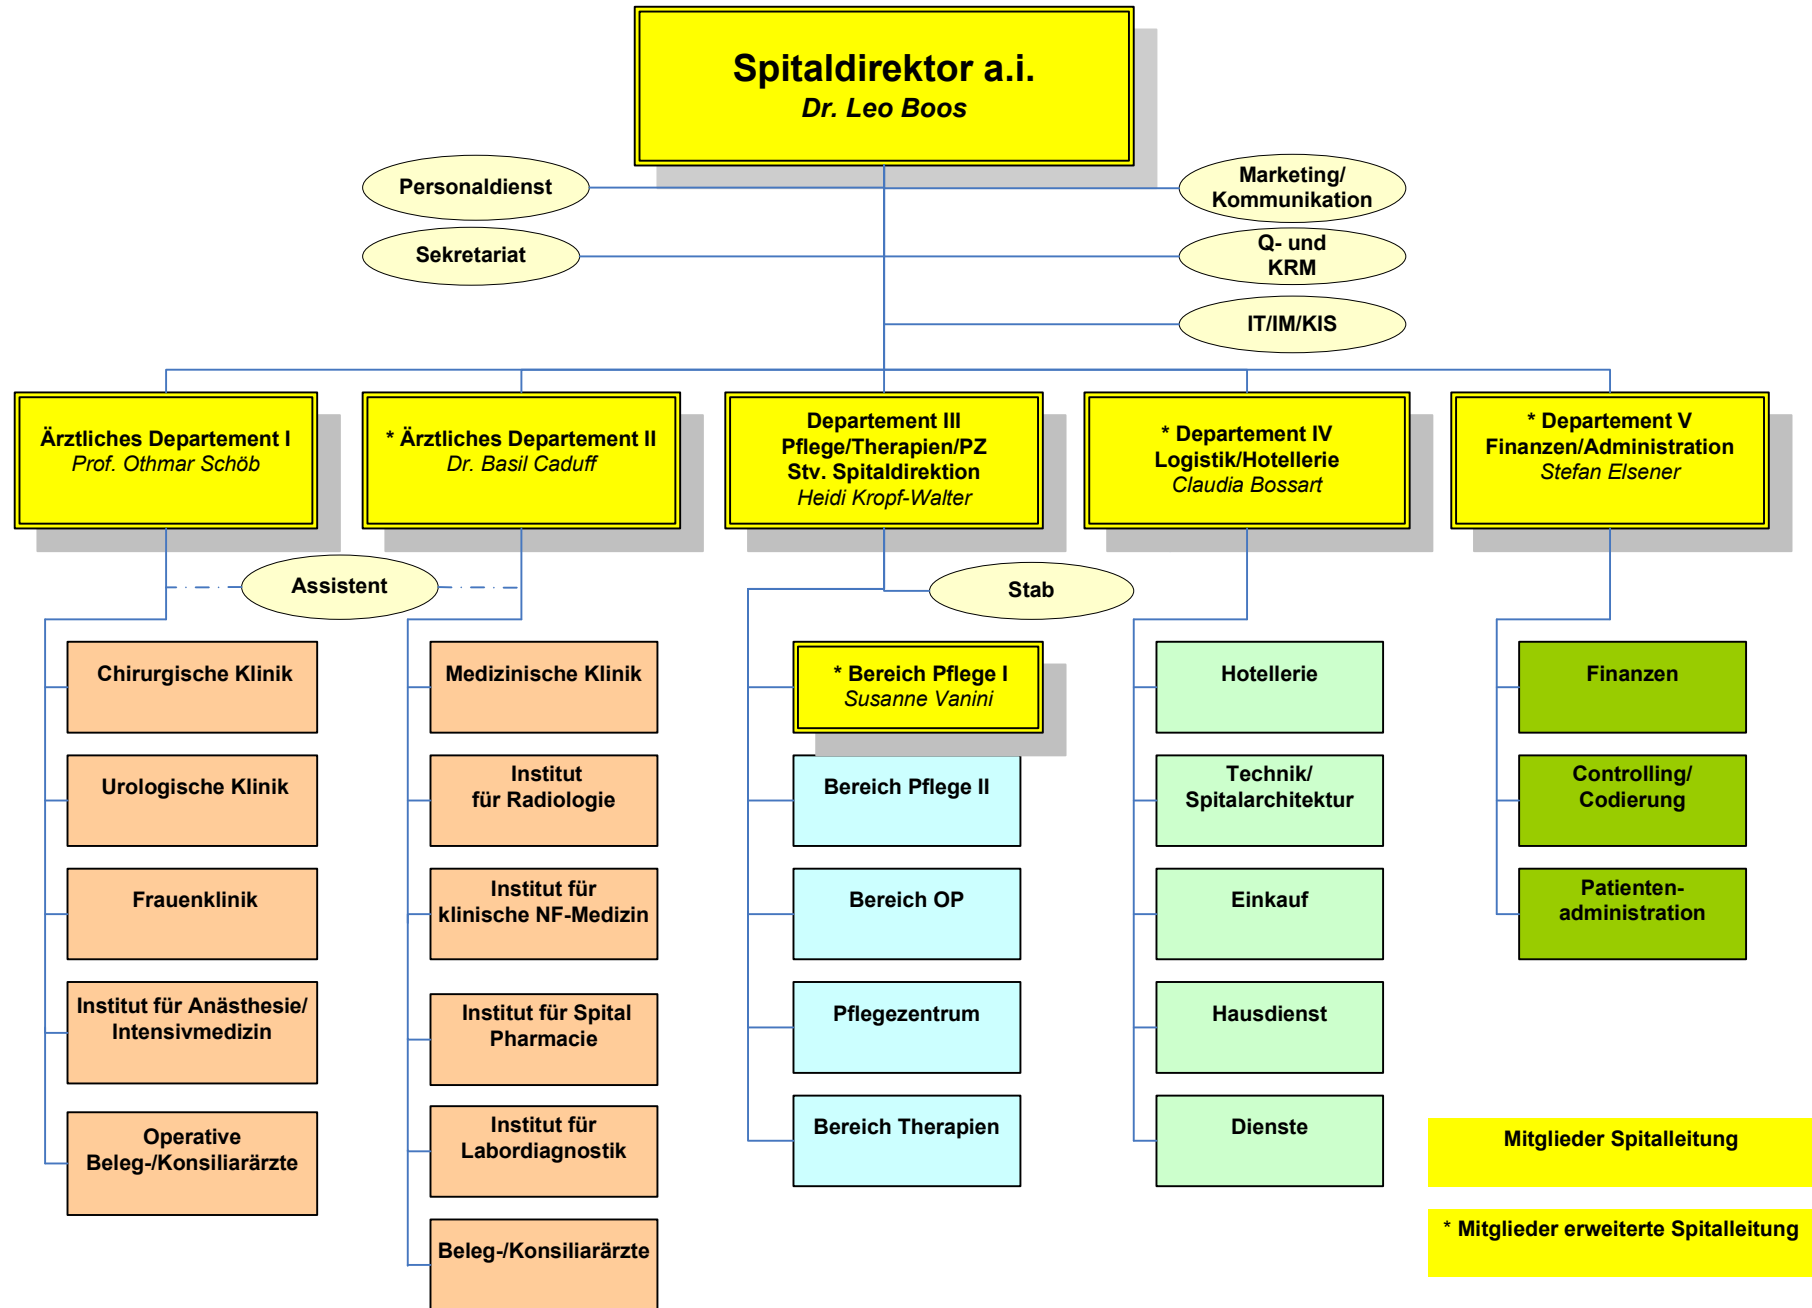 Spitaldirektor a.i.
Dr. Leo Boos
Personaldienst
Marketing/
Kommunikation
Sekretariat
Q- und
KRM
IT/IM/KIS
Ärztliches Departement I
Prof. Othmar Schöb
* Ärztliches Departement II
Dr. Basil Caduff
Departement III
Pflege/Therapien/PZ
Stv. Spitaldirektion
Heidi Kropf-Walter
* Departement IV
Logistik/Hotellerie
Claudia Bossart
* Departement V
Finanzen/Administration
Stefan Elsener
Assistent
Stab
Chirurgische Klinik
Urologische Klinik
Frauenklinik
Institut für Anästhesie/
Intensivmedizin
Operative
Beleg-/Konsiliarärzte
Medizinische Klinik
Institut
für Radiologie
Institut für
klinische NF-Medizin
Institut für Spital
Pharmacie
Institut für
Labordiagnostik
Beleg-/Konsiliarärzte
* Bereich Pflege I
Susanne Vanini
Bereich Pflege II
Bereich OP
Pflegezentrum
Bereich Therapien
Hotellerie
Technik/
Spitalarchitektur
Einkauf
Hausdienst
Dienste
Finanzen
Controlling/
Codierung
Patienten-
administration
Mitglieder Spitalleitung
* Mitglieder erweiterte Spitalleitung